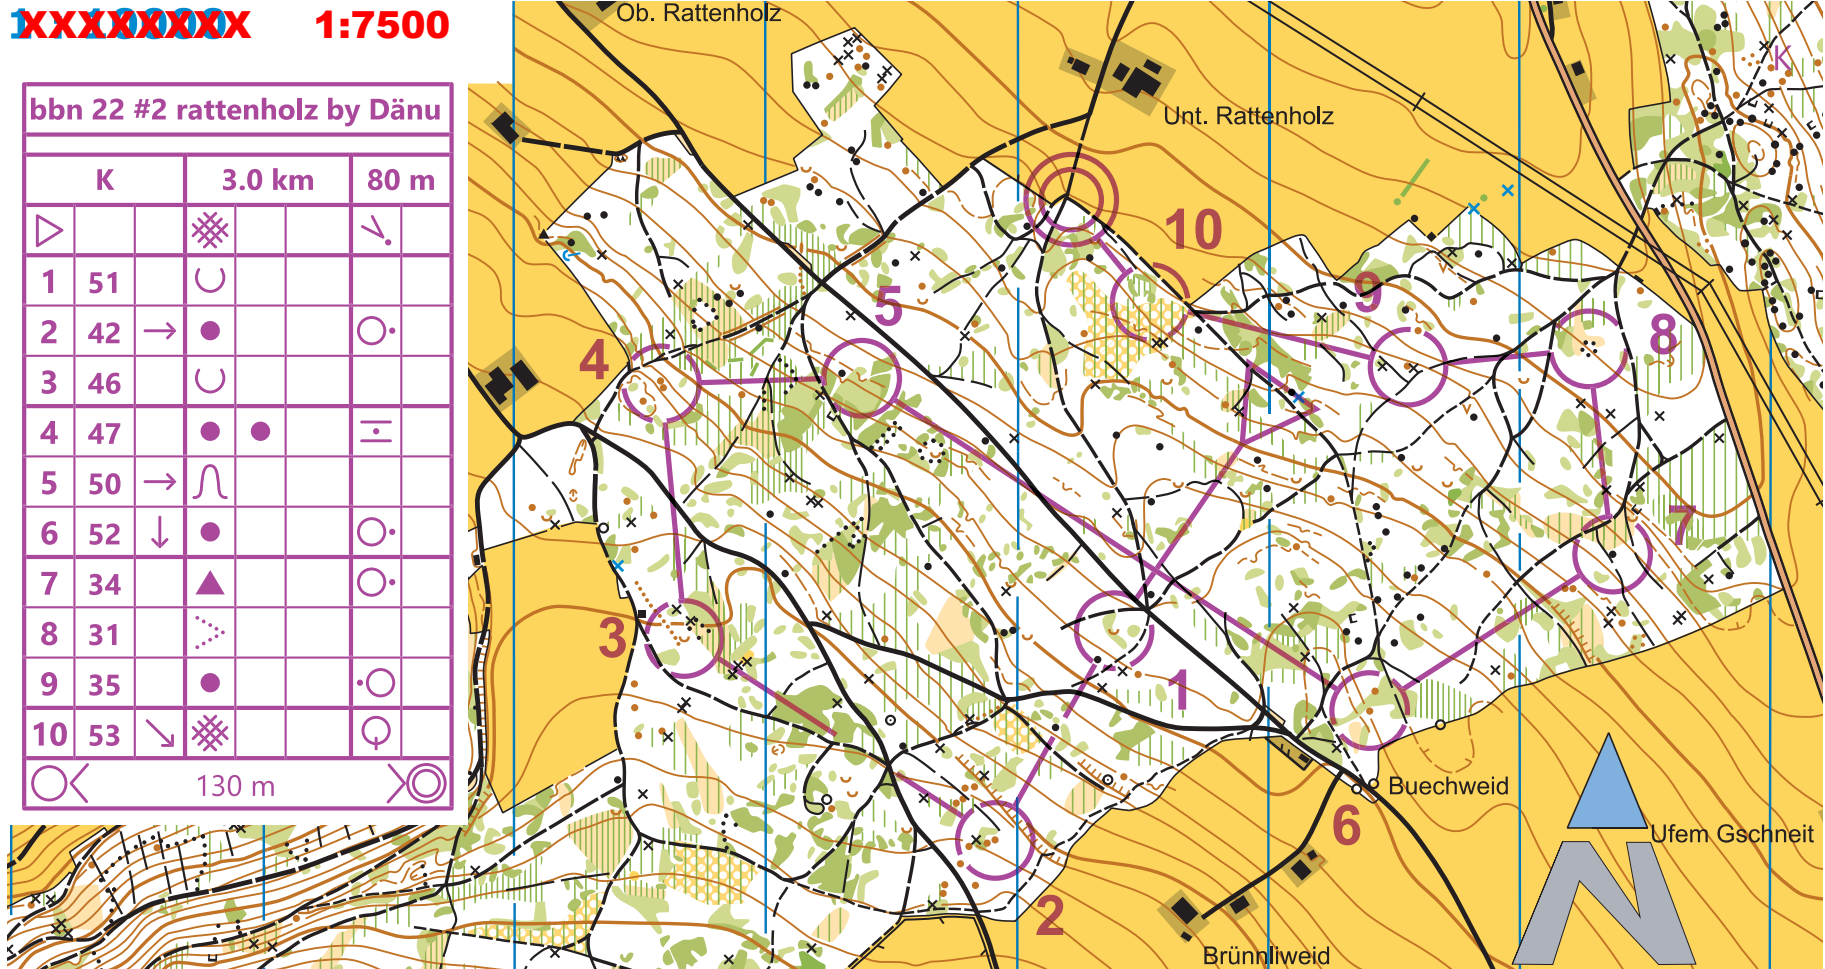 1:7500
bbn 22 #2 rattenholz by Dänu
K 3.0 km 80 m
1 51
2 42
3 46
4 47
5 50
6 52
7 34
8 31
9 35
10 53
130 m
Ob. Rattenholz
Unt. Rattenholz
K
10
9
5
8
4
7
3
1
Buechweid
6
Ufem Gschneit
2
Brünnliweid